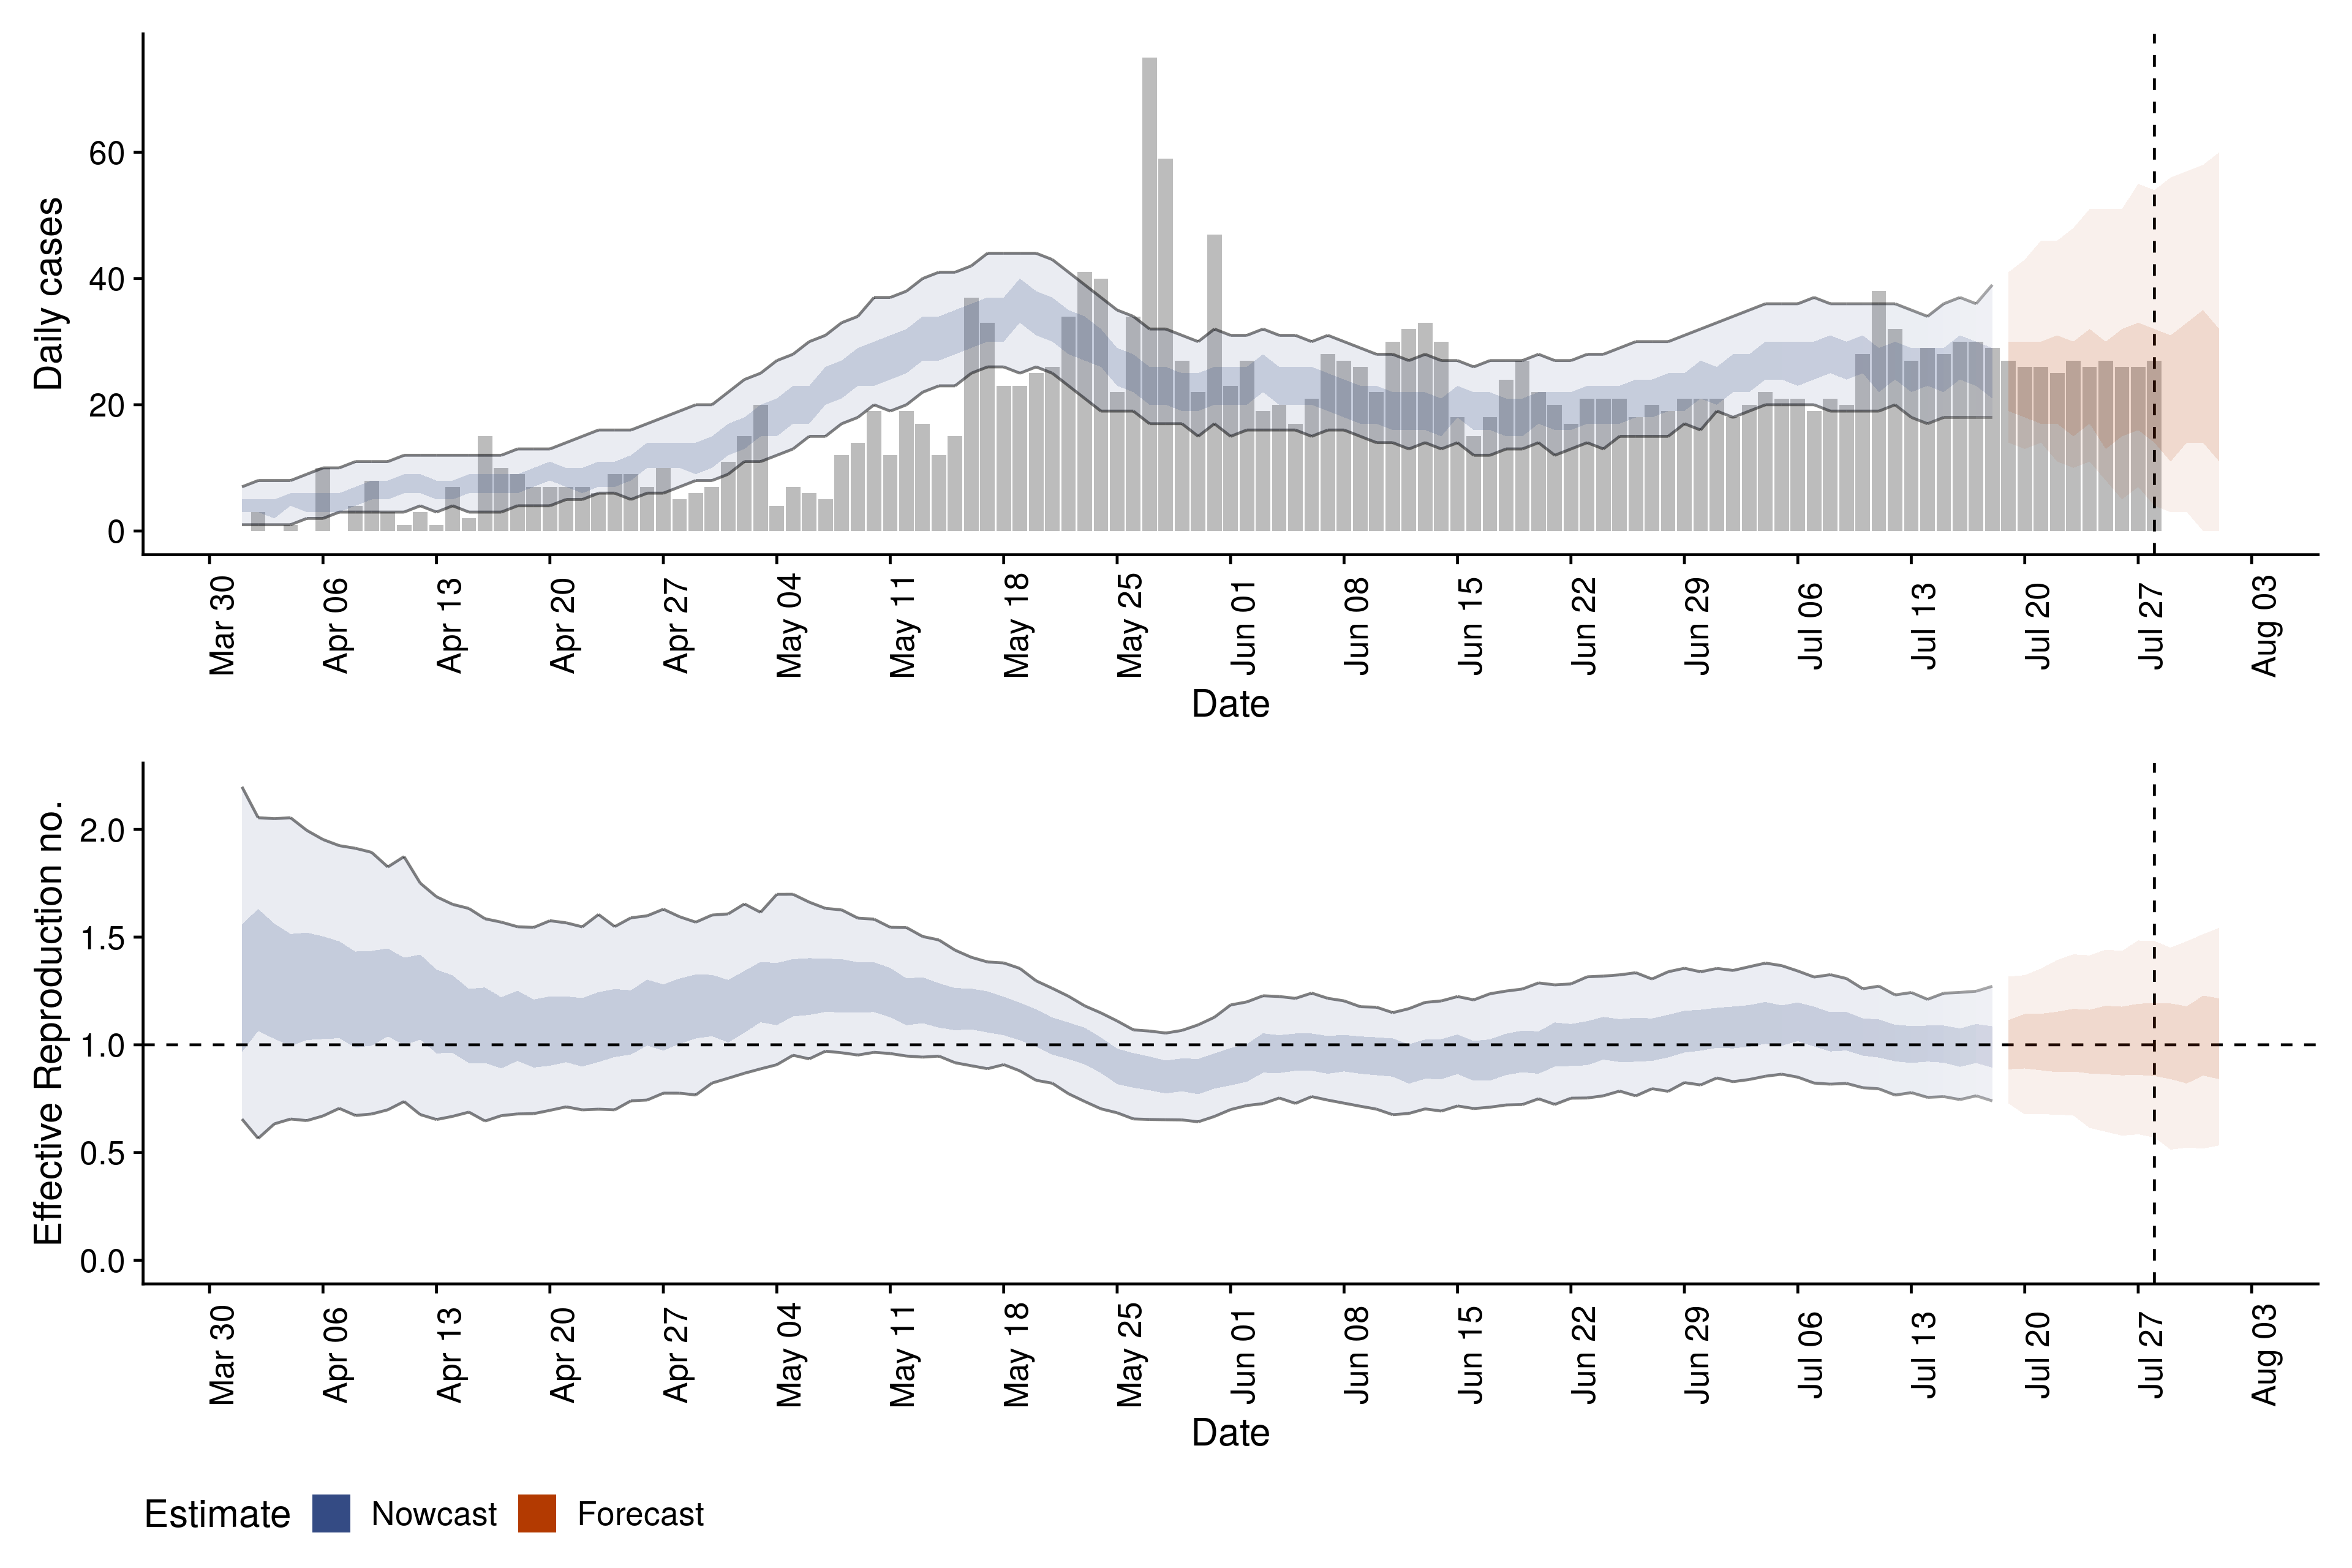 Daily cases
60
40
20
0
Mar 30
Apr 06
Apr 13
Apr 20
Apr 27
May 04
May 11
May 18
May 25
Jun 01
Jun 08
Jun 15
Jun 22
Jun 29
Jul 06
Jul 13
Jul 20
Jul 27
Aug 03
Date
Effective Reproduction no.
2.0
1.5
1.0
0.5
0.0
Mar 30
Apr 06
Apr 13
Apr 20
Apr 27
May 04
May 11
May 18
May 25
Jun 01
Jun 08
Jun 15
Jun 22
Jun 29
Jul 06
Jul 13
Jul 20
Jul 27
Aug 03
Date
Estimate Nowcast Forecast